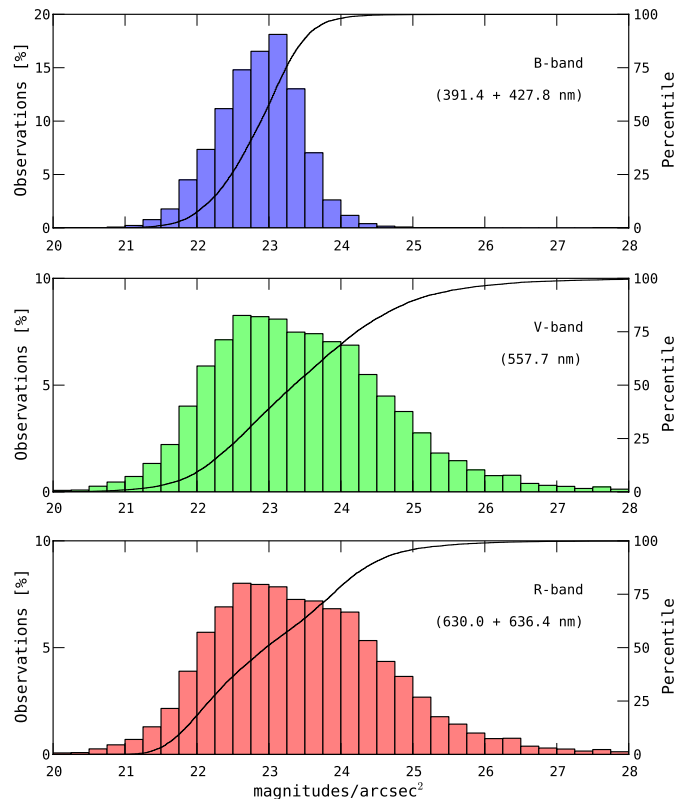 20
15
10
5
0
Observations [%]
100
75
50
25
0
Percentile
B-band
(391.4 + 427.8 nm)
20 21 22 23 24 25 26 27 28
10
5
0
Observations [%]
100
75
50
25
0
Percentile
V-band
(557.7 nm)
20 21 22 23 24 25 26 27 28
10
5
0
Observations [%]
100
75
50
25
0
Percentile
R-band
(630.0 + 636.4 nm)
20 21 22 23 24 25 26 27 28
magnitudes/arcsec²